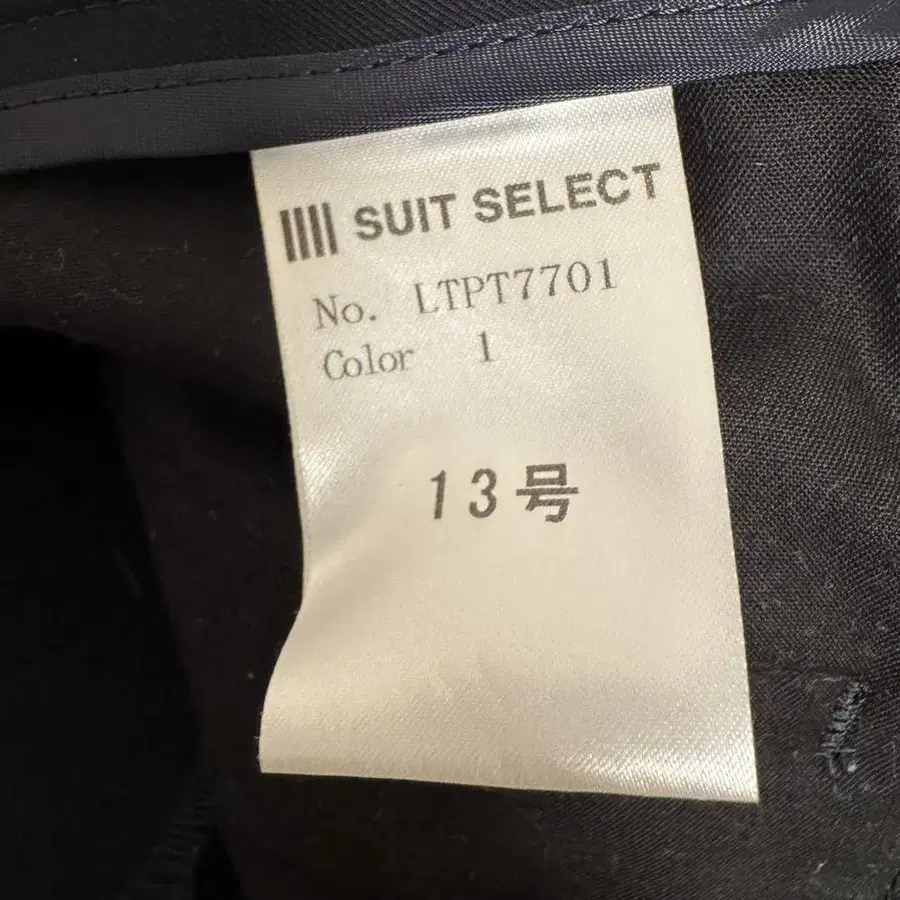 SUIT SELECT
No. LTPT7701
Color 1
13号